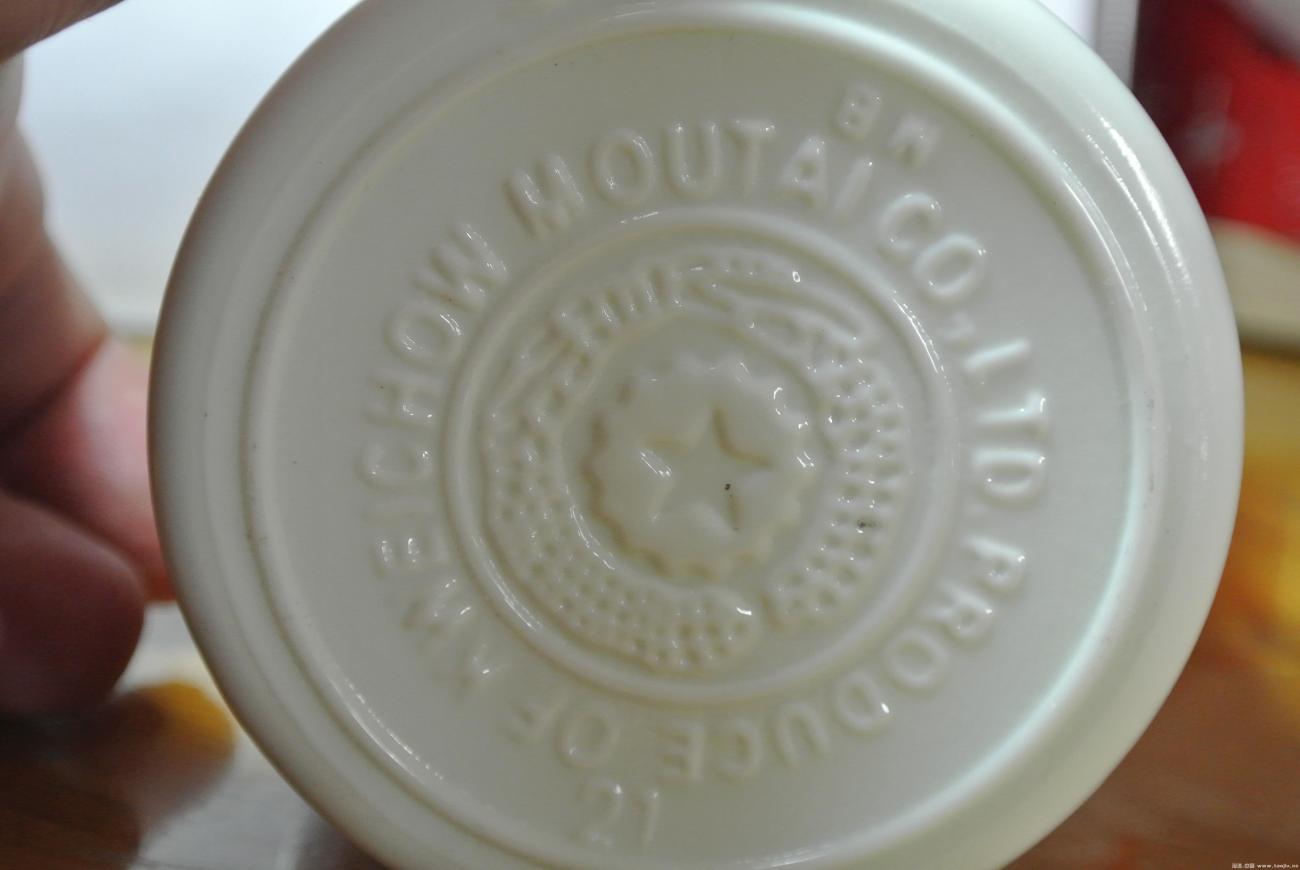 PRODUCE OF KWEICHOW MOUTAI CO., LTD.
21